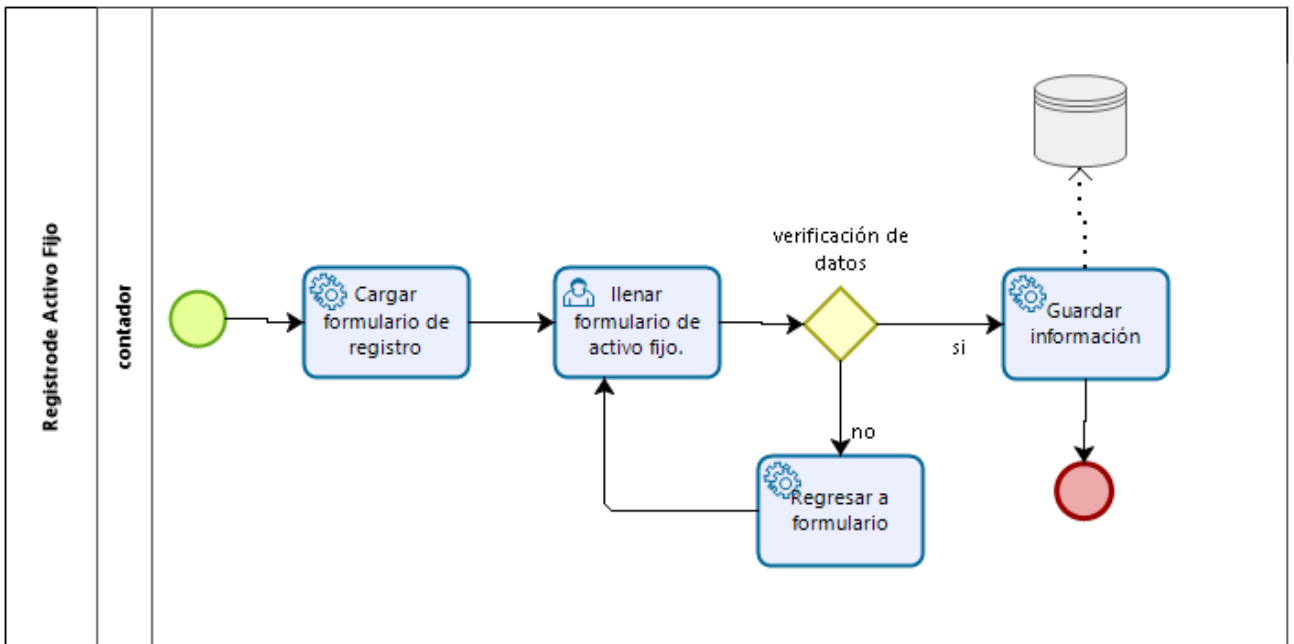 Registrode Activo Fijo
contador
Cargar
formulario de
registro
llenar
formulario de
activo fijo.
verificación de
datos
si
no
Guardar
información
Regresar a
formulario